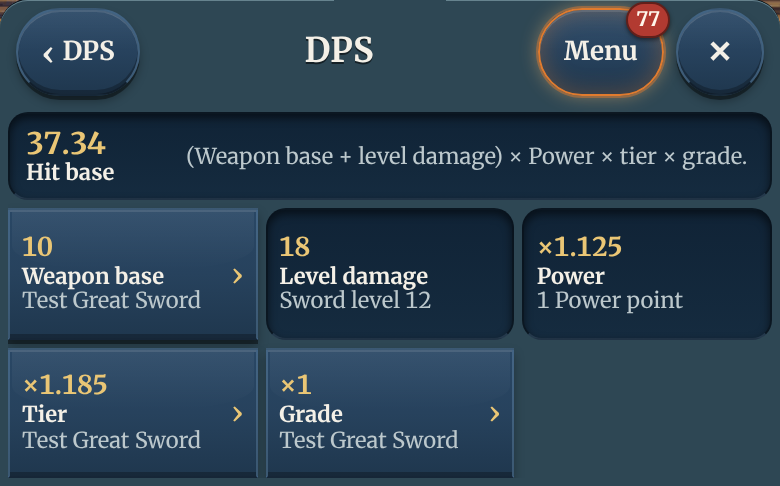 ‹ DPS
DPS
Menu
77
×
37.34
Hit base
(Weapon base + level damage) × Power × tier × grade.
10
Weapon base
Test Great Sword
›
18
Level damage
Sword level 12
×1.125
Power
1 Power point
×1.185
Tier
Test Great Sword
›
×1
Grade
Test Great Sword
›